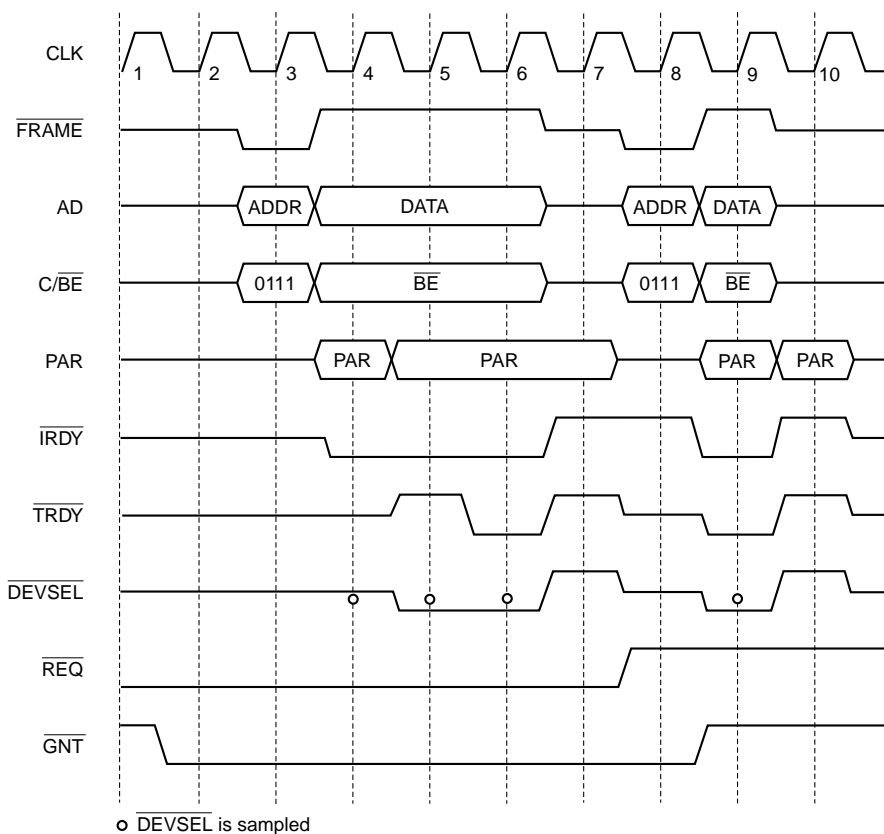 CLK
1 2 3 4 5 6 7 8 9 10
FRAME
AD ADDR DATA ADDR DATA
C/BE 0111 BE 0111 BE
PAR PAR PAR PAR PAR
IRDY
TRDY
DEVSEL
REQ
GNT
DEVSEL is sampled